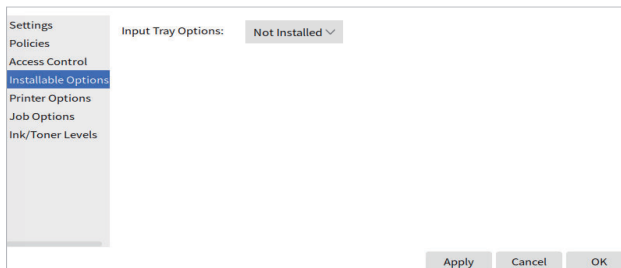 Settings
Policies
Access Control
Installable Options
Printer Options
Job Options
Ink/Toner Levels
Input Tray Options: Not Installed
Apply Cancel OK